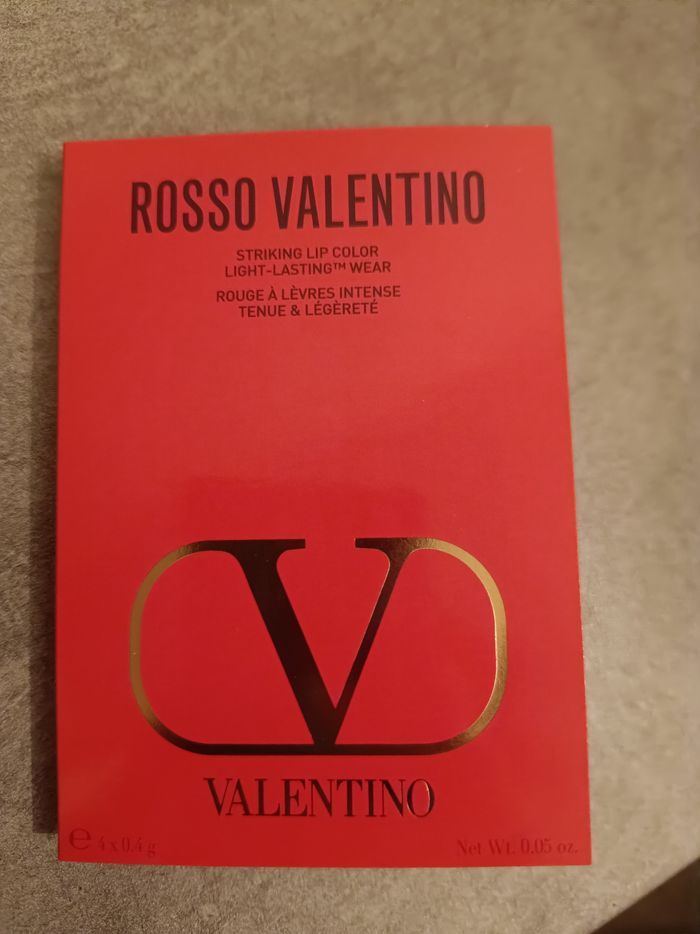 ROSSO VALENTINO
STRIKING LIP COLOR
LIGHT-LASTING™ WEAR
ROUGE À LÈVRES INTENSE
TENUE & LÉGÈRETÉ
V
VALENTINO
℮ 4 x 0.4 g
Net Wt. 0.05 oz.